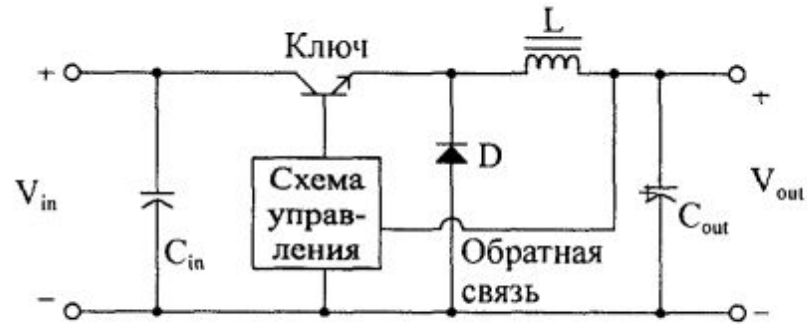 Ключ
L
+
+
V_in
C_in
Схема
управ-
ления
D
Обратная
связь
+
C_out
V_out
−
−